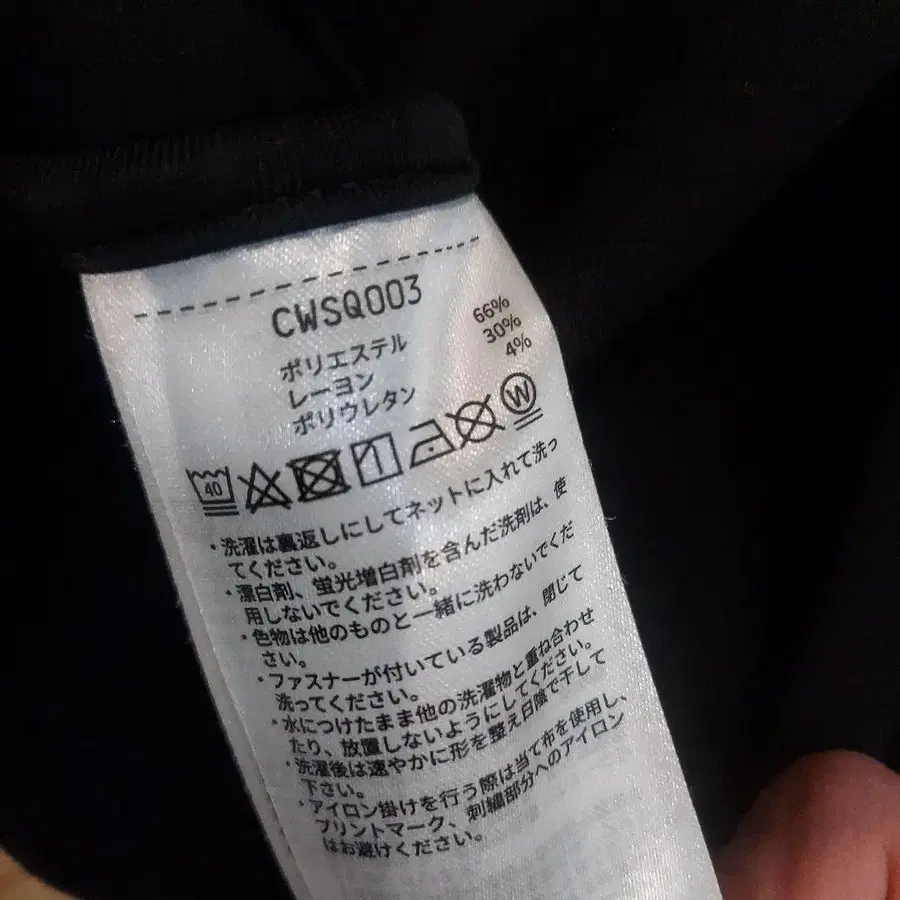 CWSQ003
ポリエステル 66%
レーヨン 30%
ポリウレタン 4%
40 W
・洗濯は裏返しにしてネットに入れて洗っ
てください。
・漂白剤、蛍光増白剤を含んだ洗剤は、使
用しないでください。
・色物は他のものと一緒に洗わないでくだ
さい。
・ファスナーが付いている製品は、閉じて
洗ってください。
・水につけたまま他の洗濯物と重ね合わせ
たり、放置しないようにしてください。
・洗濯後は速やかに形を整え日陰で干して
下さい。
・アイロン掛けを行う際は当て布を使用し、
プリントマーク、刺繍部分へのアイロン
はお避けください。